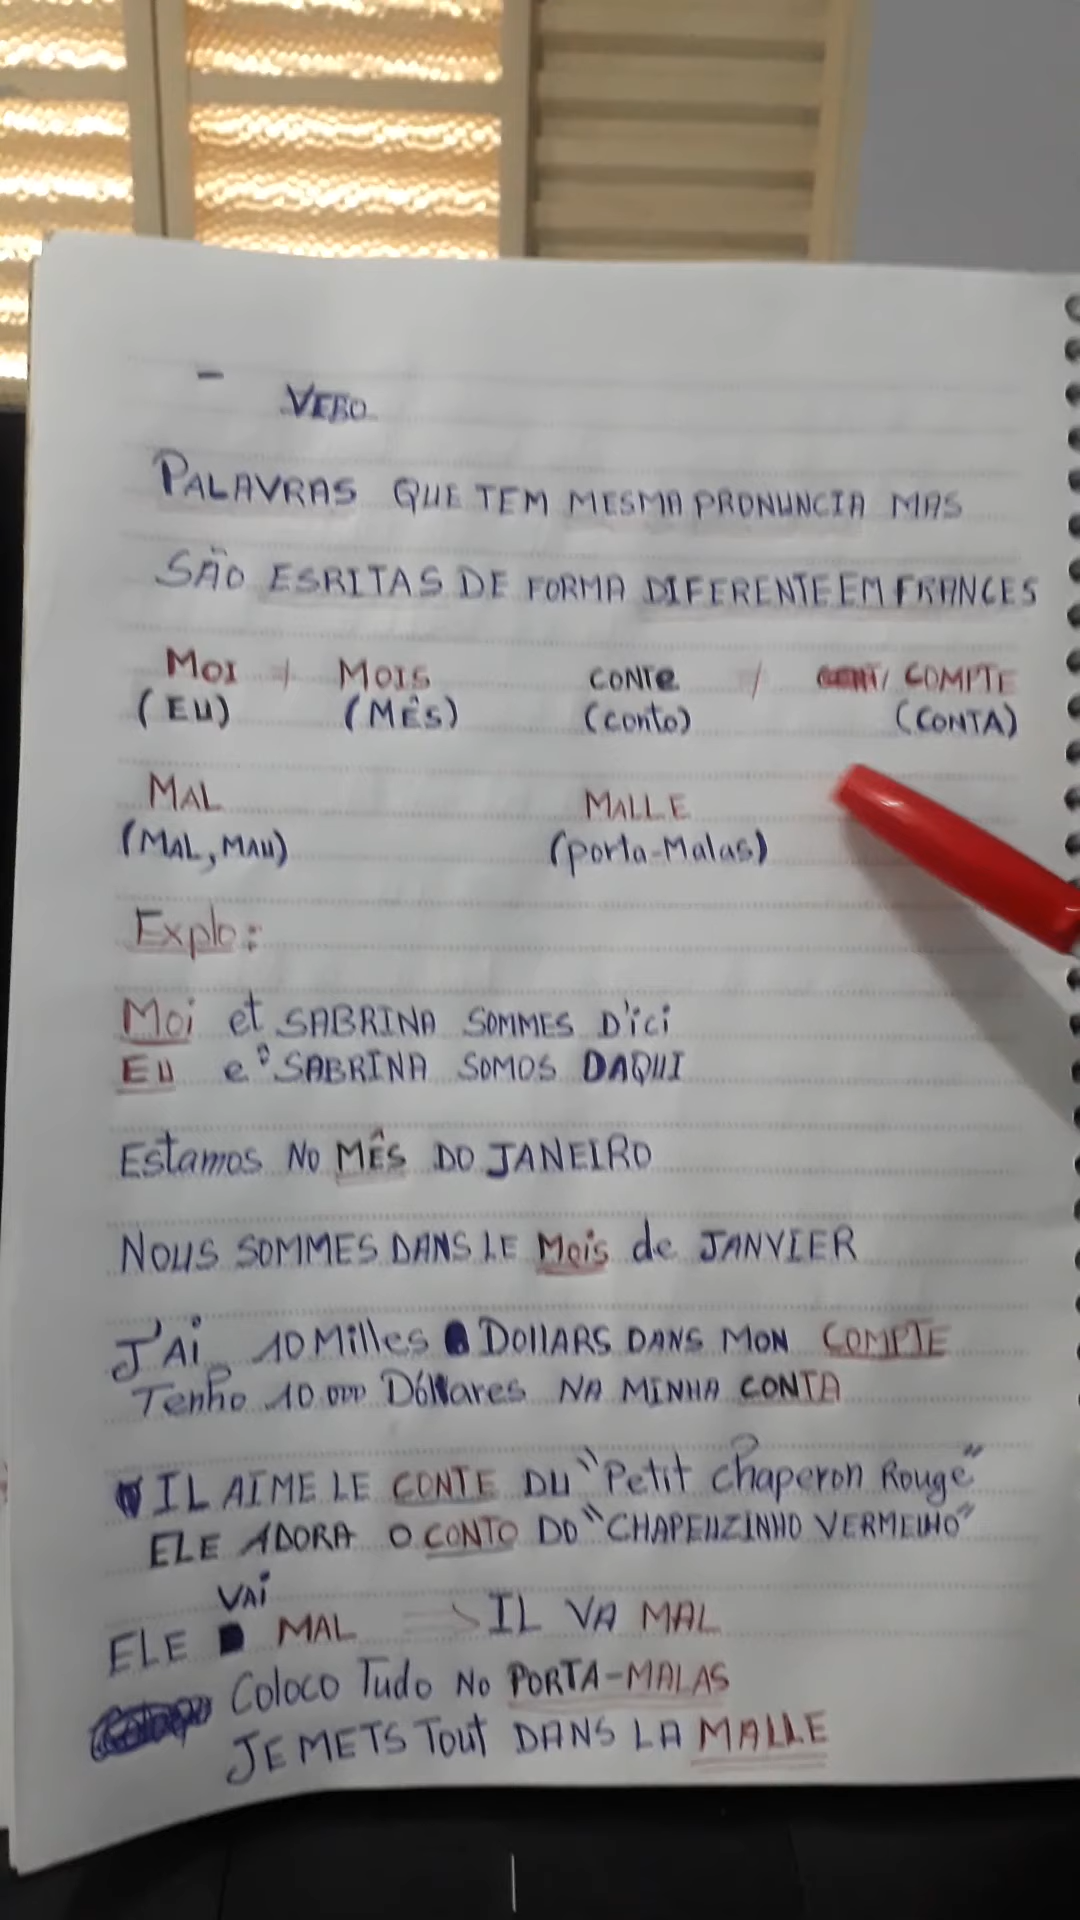 VEBO
PALAVRAS QUE TEM MESMA PRONUNCIA MAS
SÃO ESRITAS DE FORMA DIFERENTE EM FRANCES
MOI / MOIS CONTe / COMPTE
(EU) (MÊS) (conto) (CONTA)
MAL MALLE
(MAL, MAU) (porta-Malas)
Explo:
Moi et SABRINA SOMMES D'ici
EU e SABRINA SOMOS DAQUI
Estamos NO MÊS DO JANEIRO
NOUS SOMMES DANS LE Mois de JANVIER
J'Ai 10 Milles DOllARS DANS MON COMPTE
Tenho 10.000 Dóllares NA MINHA CONTA
IL AIME LE CONTE DU "Petit chaperon Rouge"
ELE ADORA O CONTO DO "CHAPEUZINHO VERMELHO"
VAi
ELE MAL → IL VA MAL
Coloco Tudo No PORTA-MALAS
JE METS Tout DANS LA MALLE